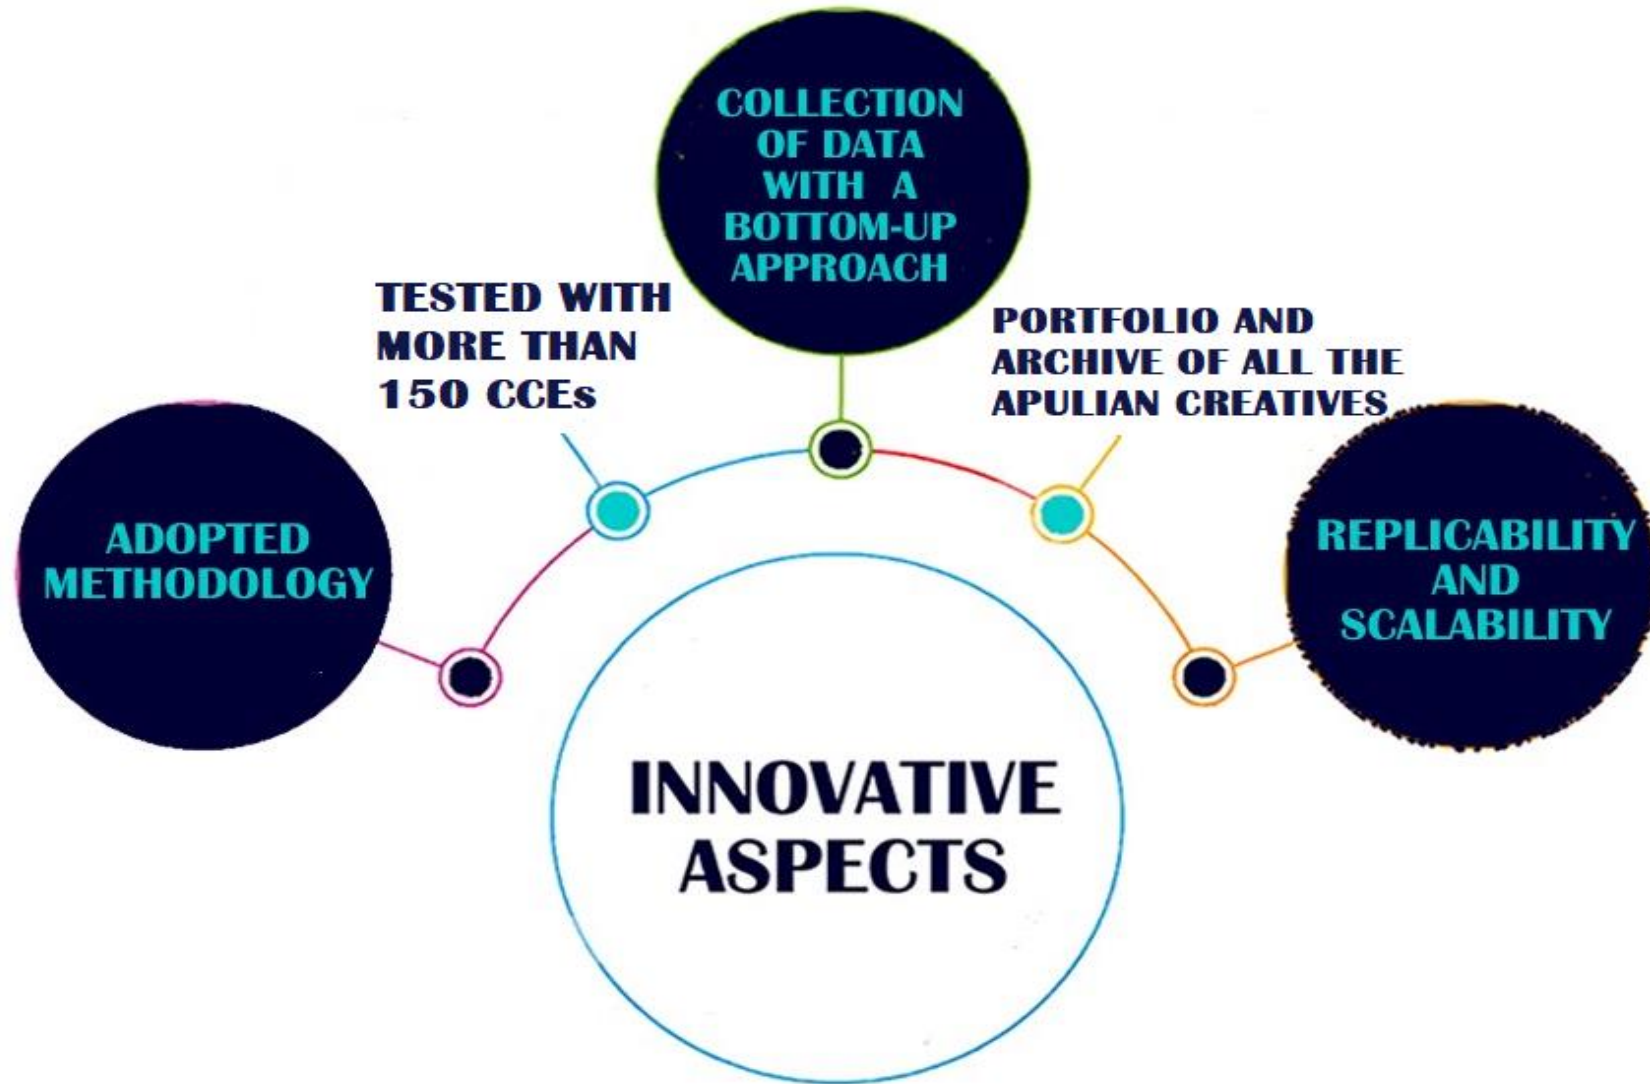 COLLECTION
OF DATA
WITH A
BOTTOM-UP
APPROACH
TESTED WITH
MORE THAN
150 CCEs
PORTFOLIO AND
ARCHIVE OF ALL THE
APULIAN CREATIVES
ADOPTED
METHODOLOGY
REPLICABILITY
AND
SCALABILITY
INNOVATIVE
ASPECTS